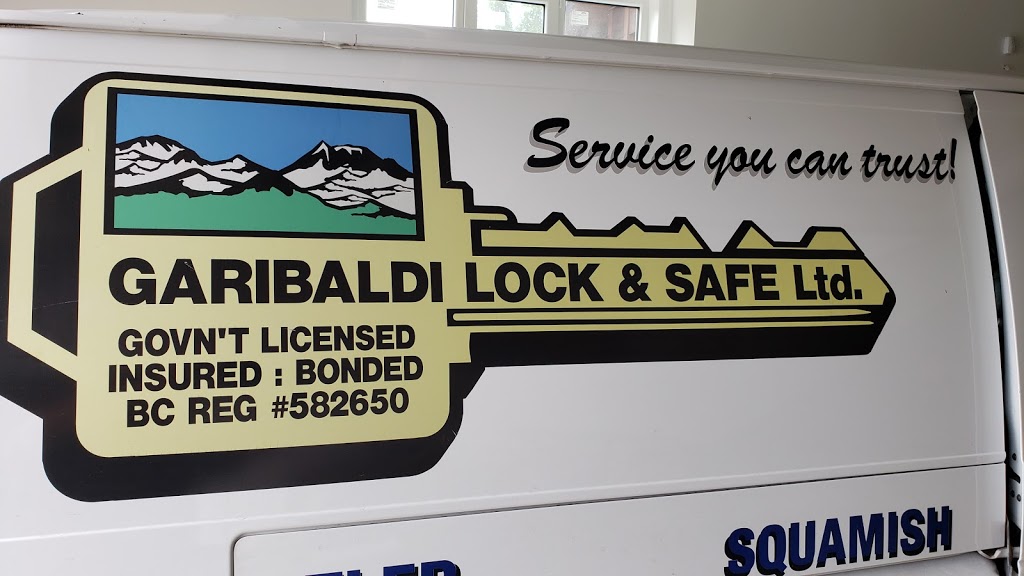 Service you can trust!
GARIBALDI LOCK & SAFE Ltd.
GOVN'T LICENSED
INSURED : BONDED
BC REG #582650
SQUAMISH